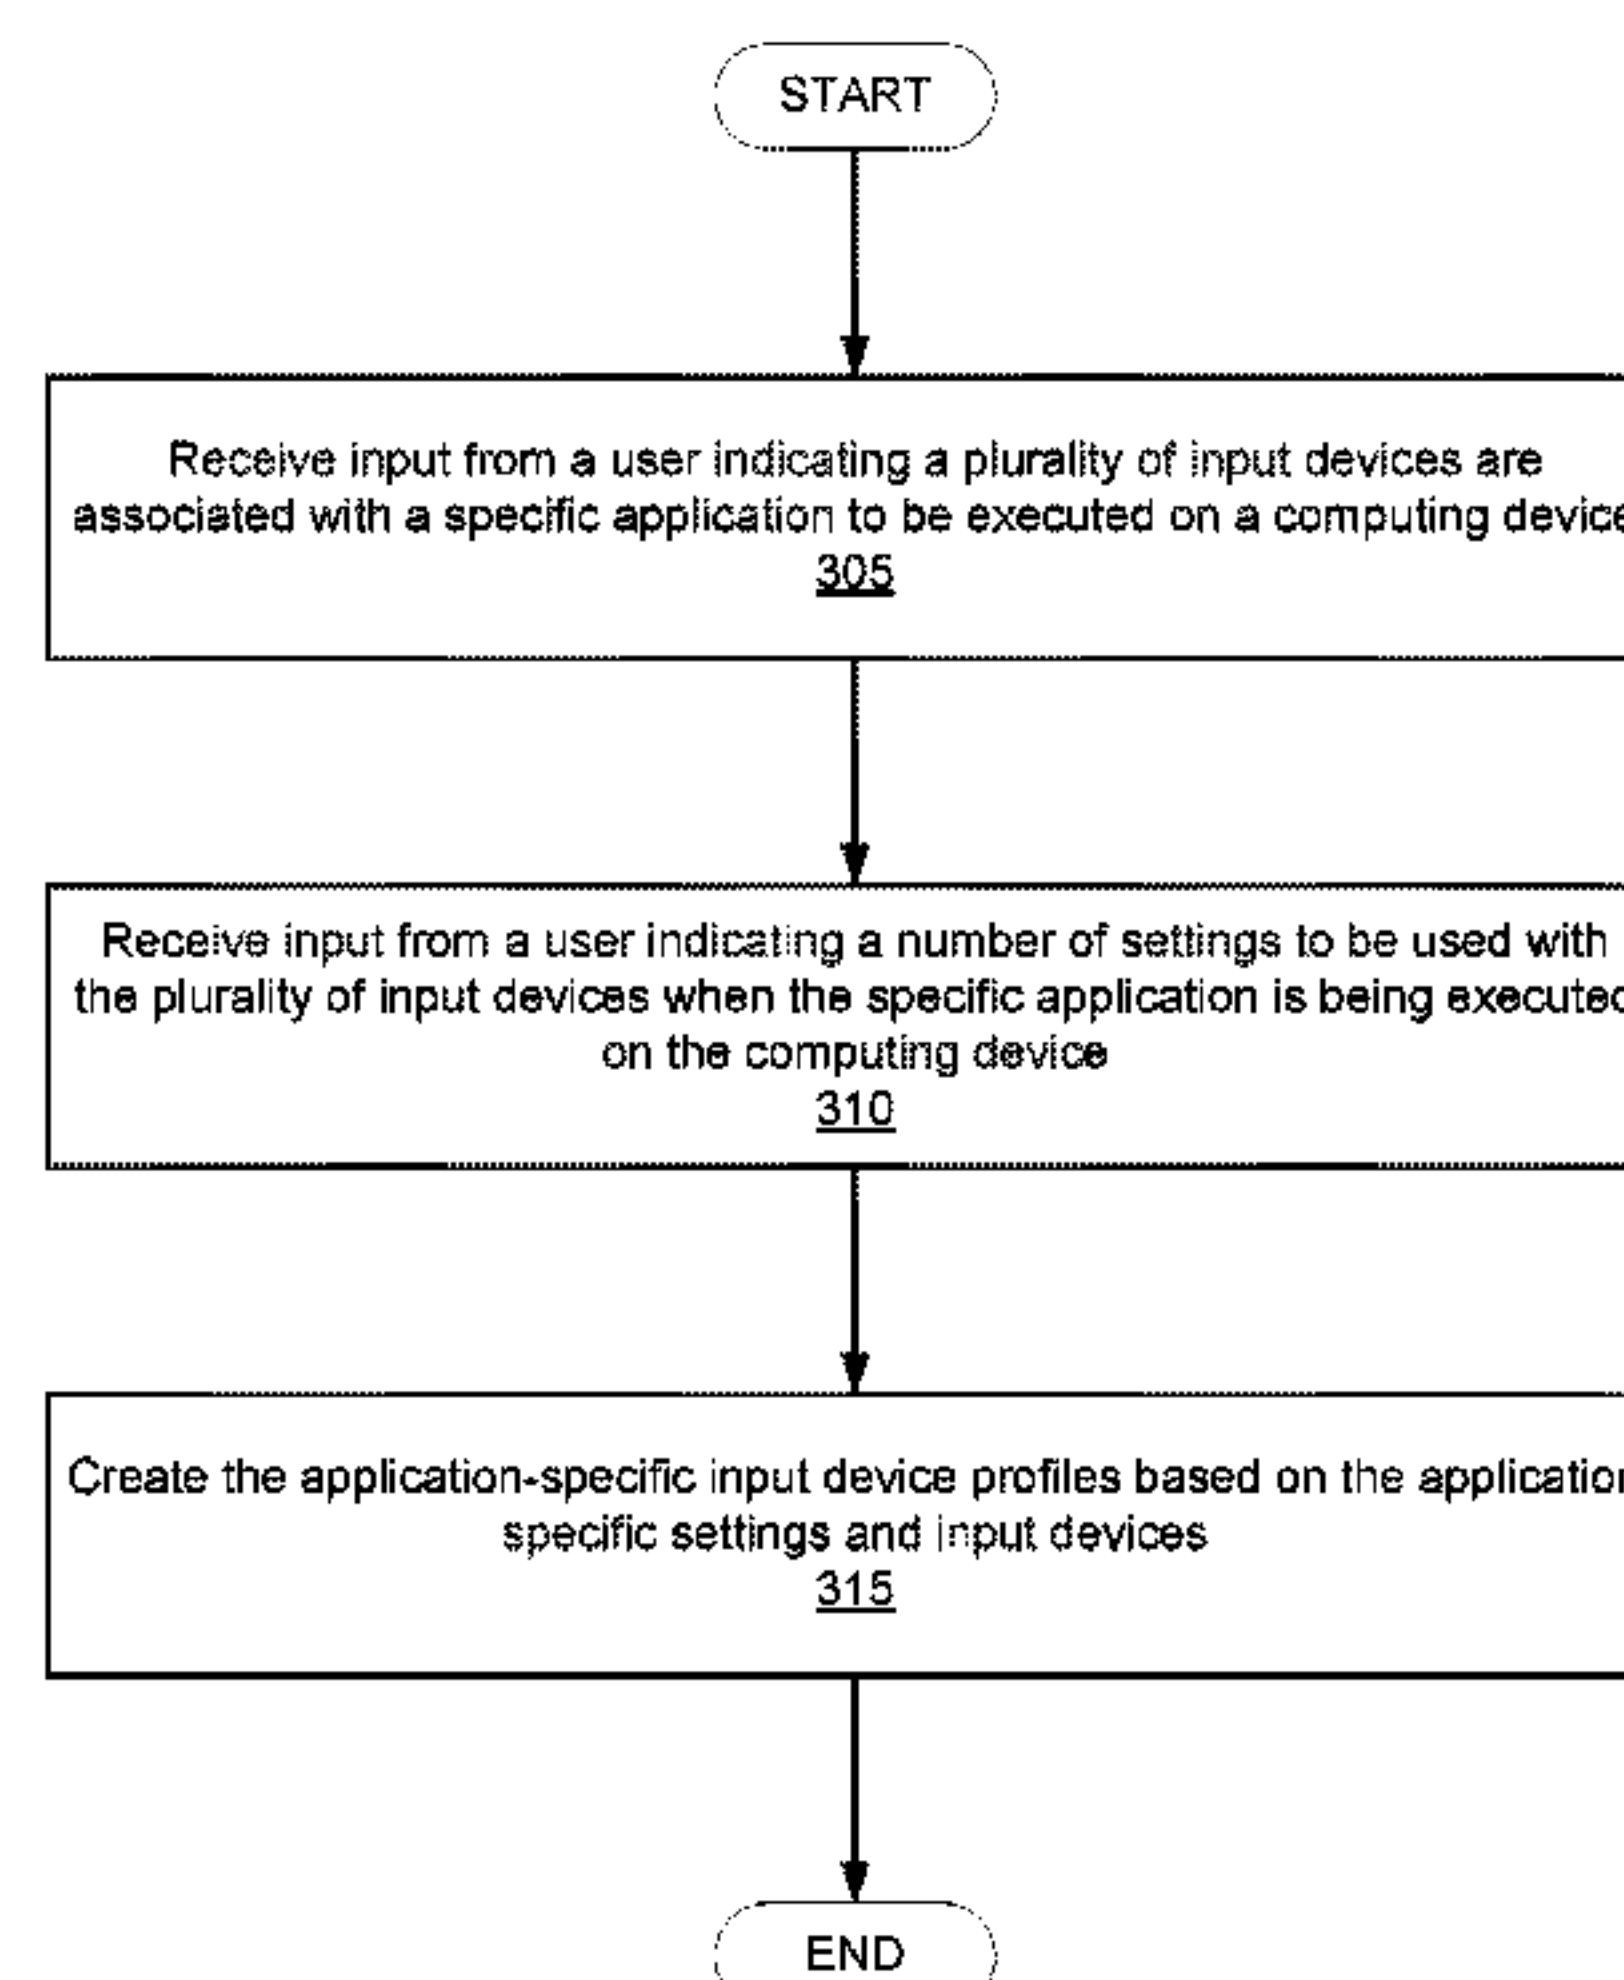 START
Receive input from a user indicating a plurality of input devices are
associated with a specific application to be executed on a computing device
305
Receive input from a user indicating a number of settings to be used with
the plurality of input devices when the specific application is being executed
on the computing device
310
Create the application-specific input device profiles based on the application
specific settings and input devices
315
END